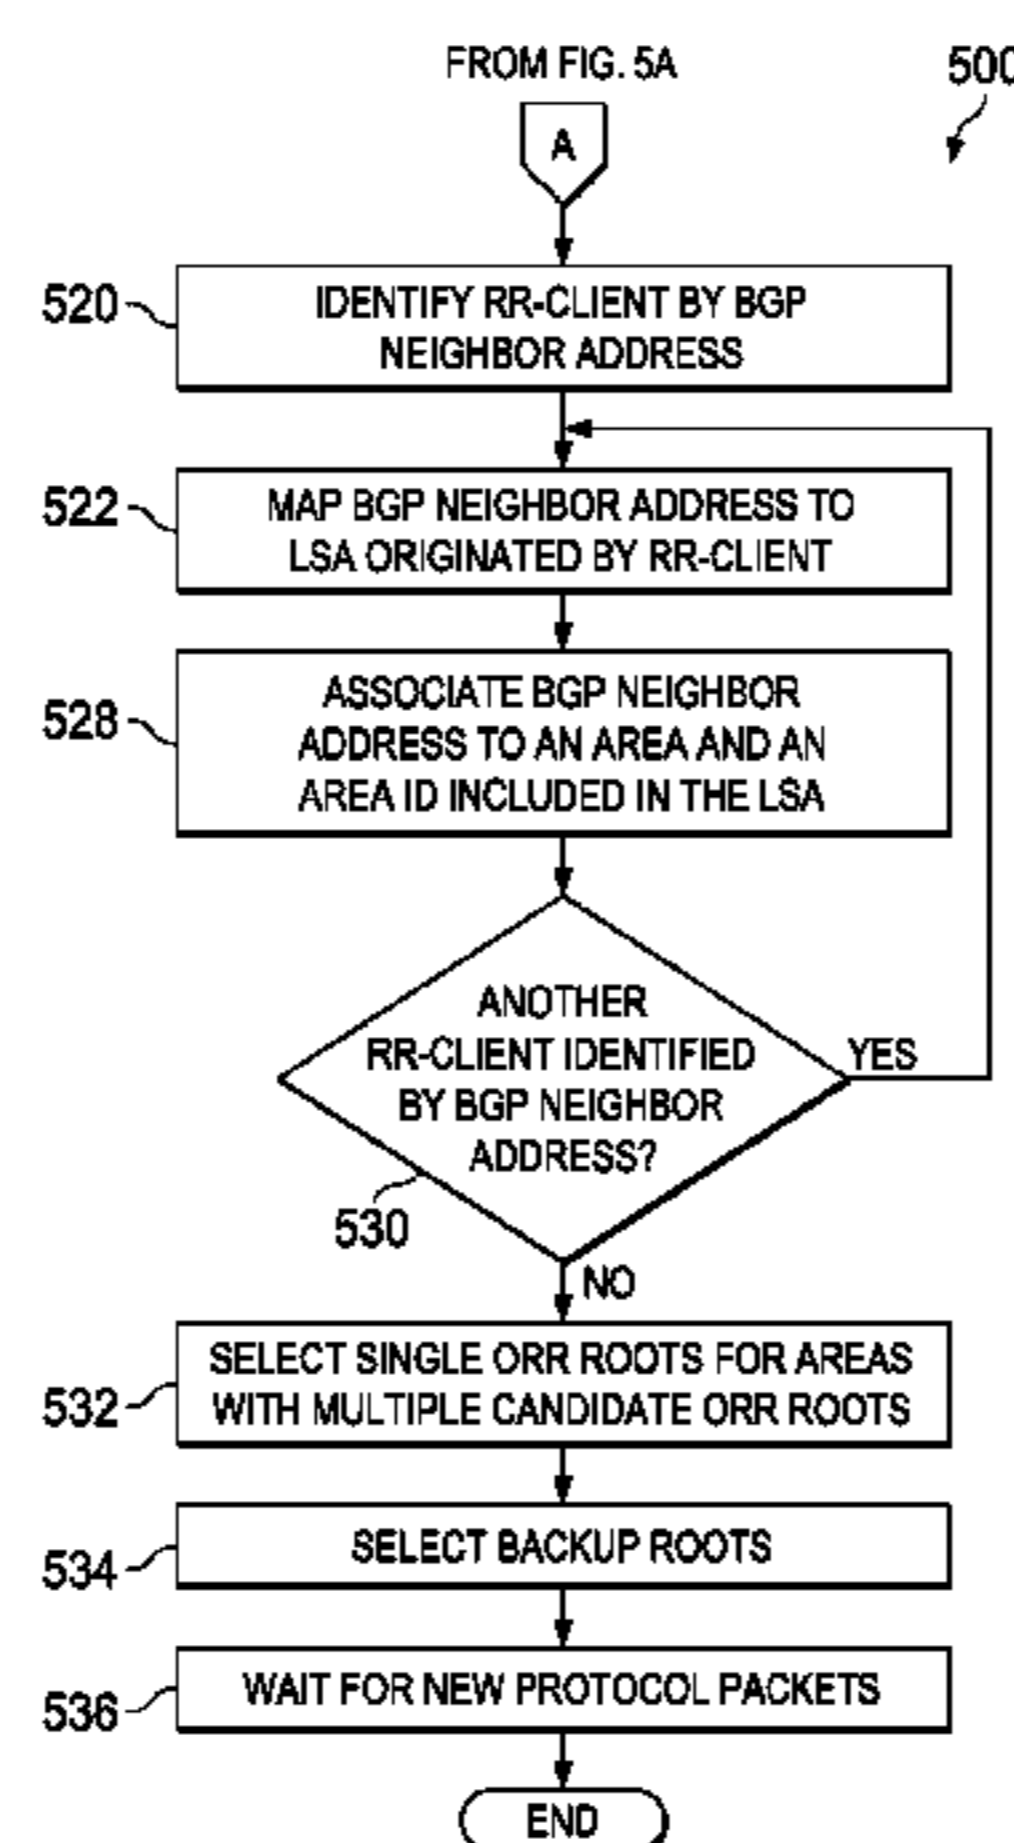 FROM FIG. 5A
500
A
520
IDENTIFY RR-CLIENT BY BGP
NEIGHBOR ADDRESS
522
MAP BGP NEIGHBOR ADDRESS TO
LSA ORIGINATED BY RR-CLIENT
528
ASSOCIATE BGP NEIGHBOR
ADDRESS TO AN AREA AND AN
AREA ID INCLUDED IN THE LSA
ANOTHER
RR-CLIENT IDENTIFIED
BY BGP NEIGHBOR
ADDRESS?
YES
530
NO
532
SELECT SINGLE ORR ROOTS FOR AREAS
WITH MULTIPLE CANDIDATE ORR ROOTS
534
SELECT BACKUP ROOTS
536
WAIT FOR NEW PROTOCOL PACKETS
END